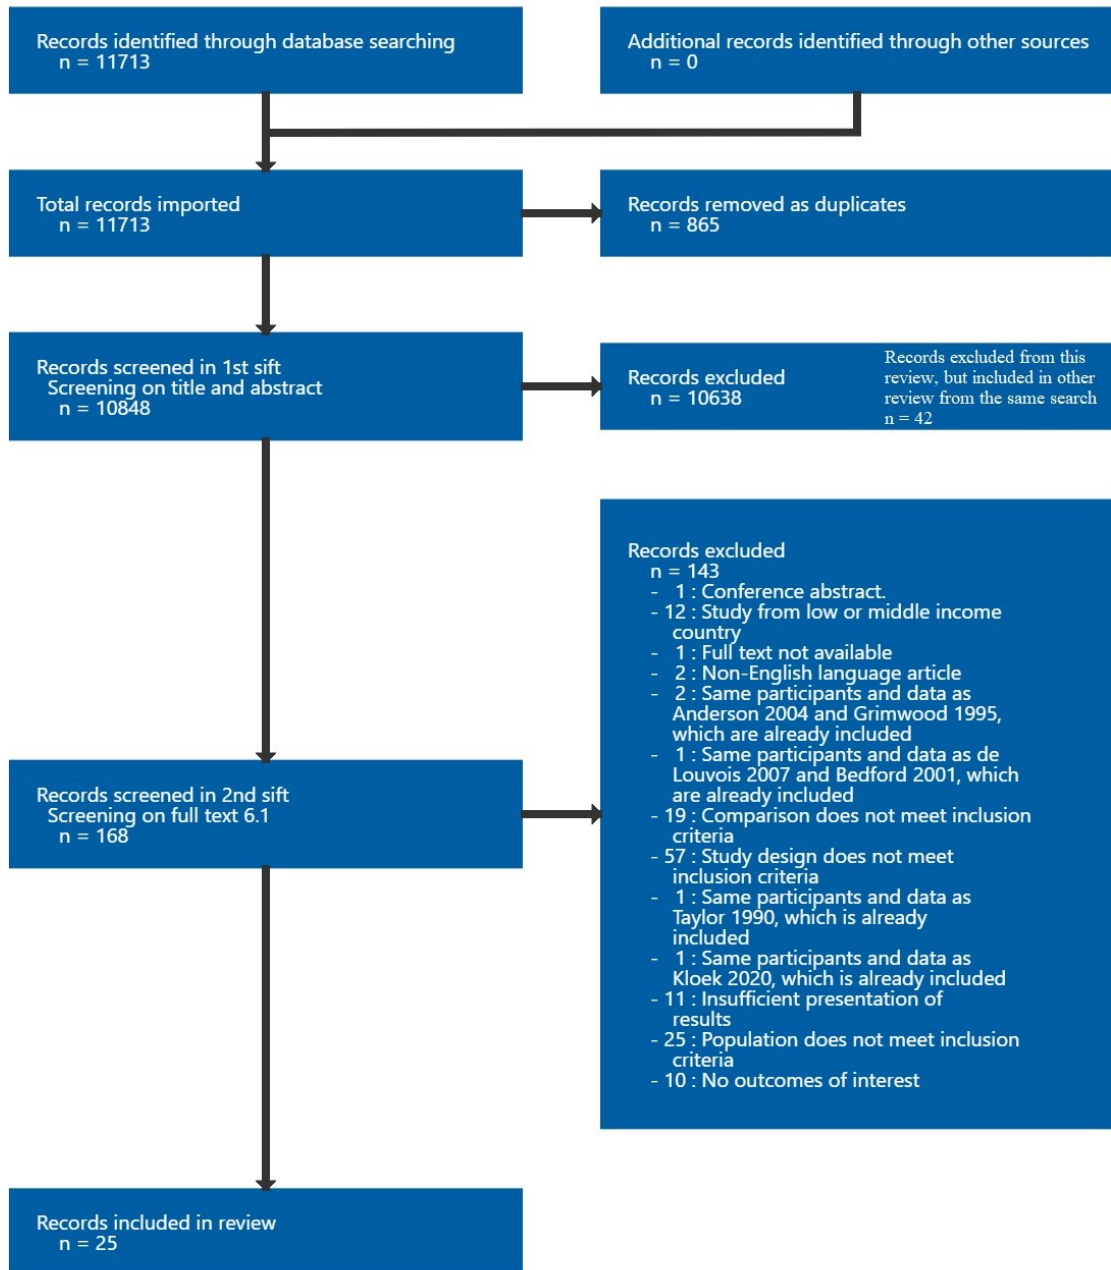 Records identified through database searching
n = 11713
Additional records identified through other sources
n = 0
Total records imported
n = 11713
Records removed as duplicates
n = 865
Records screened in 1st sift
Screening on title and abstract
n = 10848
Records excluded
n = 10638
Records excluded from this
review, but included in other
review from the same search
n = 42
Records excluded
n = 143
- 1 : Conference abstract.
- 12 : Study from low or middle income
country
- 1 : Full text not available
- 2 : Non-English language article
- 2 : Same participants and data as
Anderson 2004 and Grimwood 1995,
which are already included
- 1 : Same participants and data as de
Louvois 2007 and Bedford 2001, which
are already included
- 19 : Comparison does not meet inclusion
criteria
- 57 : Study design does not meet
inclusion criteria
- 1 : Same participants and data as
Taylor 1990, which is already
included
- 1 : Same participants and data as
Kloek 2020, which is already included
- 11 : Insufficient presentation of
results
- 25 : Population does not meet inclusion
criteria
- 10 : No outcomes of interest
Records screened in 2nd sift
Screening on full text 6.1
n = 168
Records included in review
n = 25